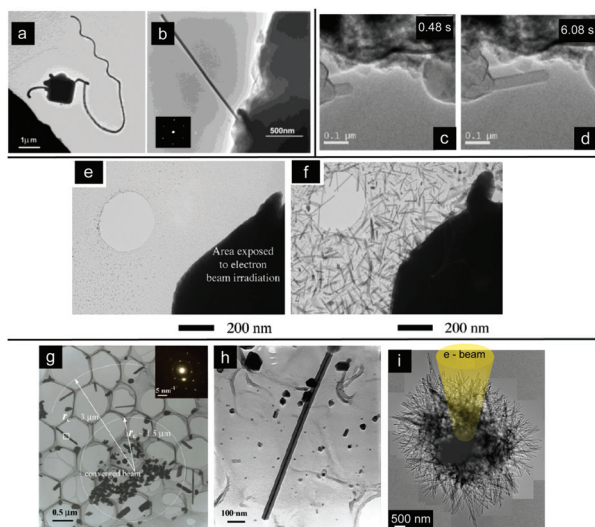 a
1μm
b
500nm
0.48 s
0.1 μm
c
6.08 s
0.1 μm
d
e
Area exposed
to electron
beam irradiation
200 nm
f
200 nm
g
5 nm⁻¹
3 μm
1.5 μm
converged beam
0.5 μm
h
100 nm
i
e - beam
500 nm